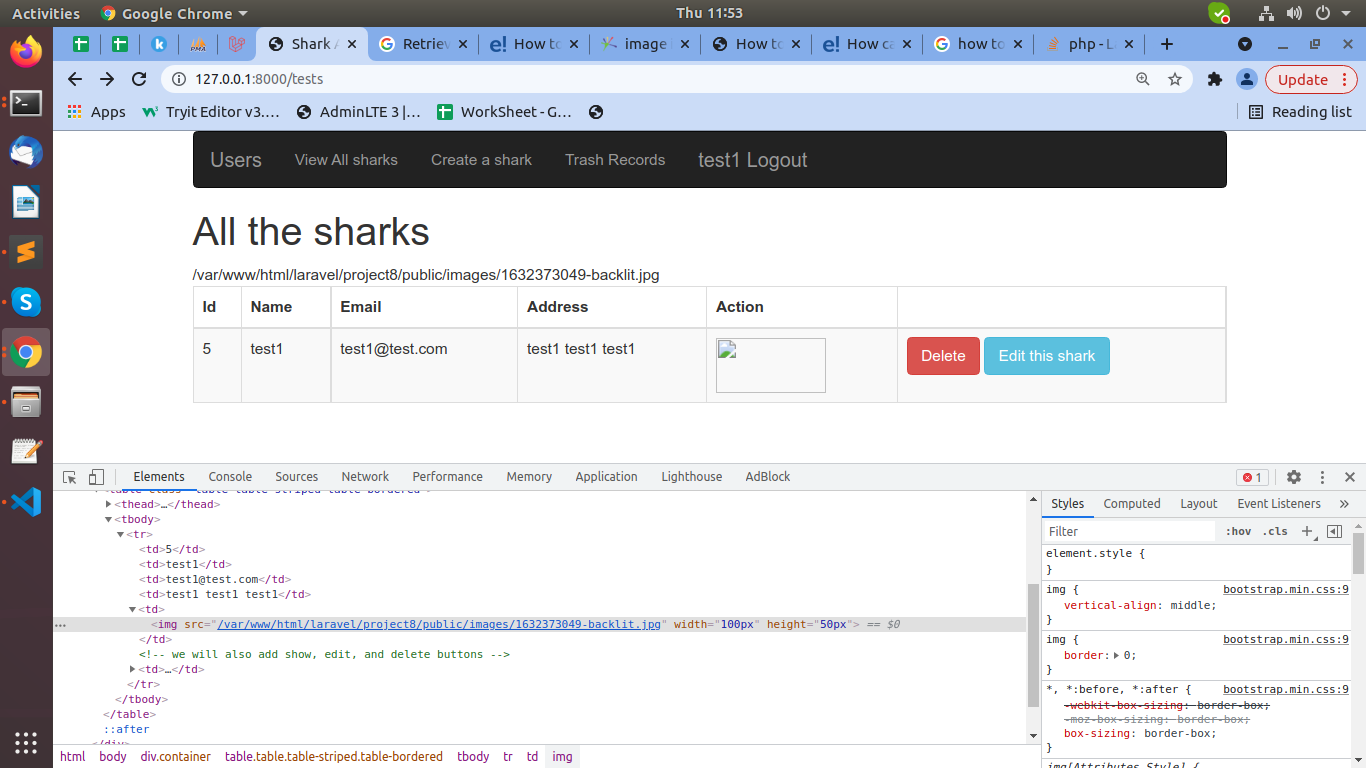 Activities Google Chrome Thu 11:53
Shark A Retriev How to image How to How ca how to php - L
127.0.0.1:8000/tests Update
Apps Tryit Editor v3.... AdminLTE 3 |... WorkSheet - G... Reading list
Users View All sharks Create a shark Trash Records test1 Logout
All the sharks
/var/www/html/laravel/project8/public/images/1632373049-backlit.jpg
Id Name Email Address Action
5 test1 test1@test.com test1 test1 test1 Delete Edit this shark
Elements Console Sources Network Performance Memory Application Lighthouse AdBlock 1
<thead>…</thead>
<tbody>
<tr>
<td>5</td>
<td>test1</td>
<td>test1@test.com</td>
<td>test1 test1 test1</td>
<td>
<img src="/var/www/html/laravel/project8/public/images/1632373049-backlit.jpg" width="100px" height="50px"> == $0
</td>
<!-- we will also add show, edit, and delete buttons -->
<td>…</td>
</tr>
</tbody>
</table>
::after
</div>
html body div.container table.table.table-striped.table-bordered tbody tr td img
Styles Computed Layout Event Listeners »
Filter :hov .cls +
element.style {
}
img { bootstrap.min.css:9
vertical-align: middle;
}
img { bootstrap.min.css:9
border: 0;
}
*, *:before, *:after { bootstrap.min.css:9
-webkit-box-sizing: border-box;
-moz-box-sizing: border-box;
box-sizing: border-box;
}
img[Attributes Style] {